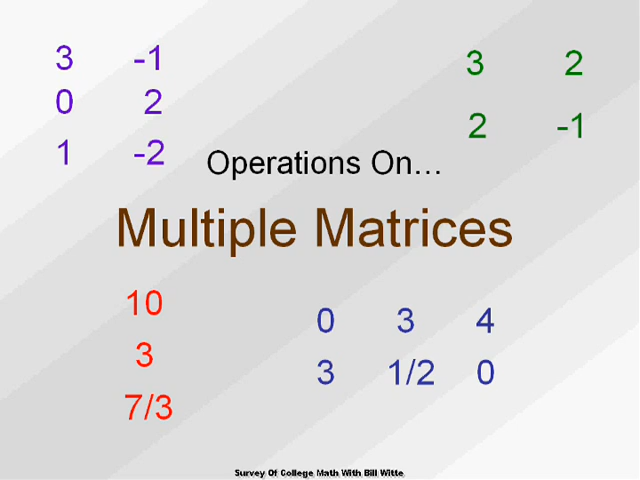 3 -1
0 2
1 -2
3 2
2 -1
Operations On...
Multiple Matrices
10
3
7/3
0 3 4
3 1/2 0
Survey Of College Math With Bill Witte